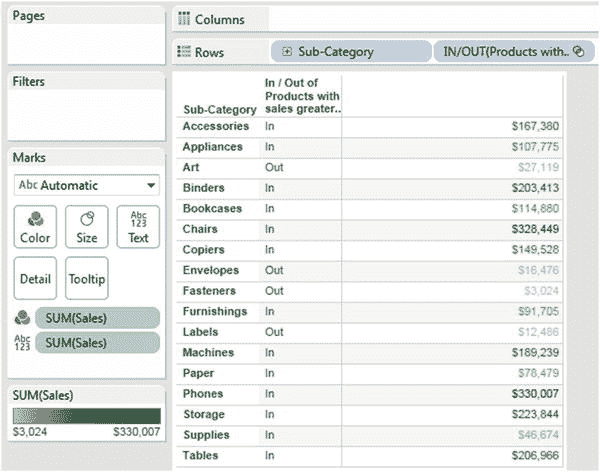 Pages
Columns
Rows
Sub-Category
IN/OUT(Products with..
Filters
Marks
Abc Automatic
Color
Size
Abc
123
Text
Detail
Tooltip
SUM(Sales)
Abc
123
SUM(Sales)
SUM(Sales)
$3,024 $330,007
In / Out of
Products with
Sub-Category sales greater..
Accessories In $167,380
Appliances In $107,775
Art Out $27,119
Binders In $203,413
Bookcases In $114,880
Chairs In $328,449
Copiers In $149,528
Envelopes Out $16,476
Fasteners Out $3,024
Furnishings In $91,705
Labels Out $12,486
Machines In $189,239
Paper In $78,479
Phones In $330,007
Storage In $223,844
Supplies In $46,674
Tables In $206,966